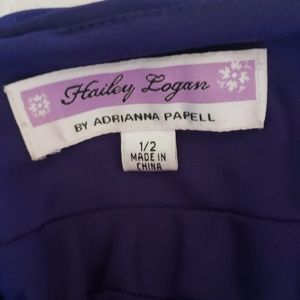 Hailey Logan
BY ADRIANNA PAPELL
1/2
MADE IN
CHINA